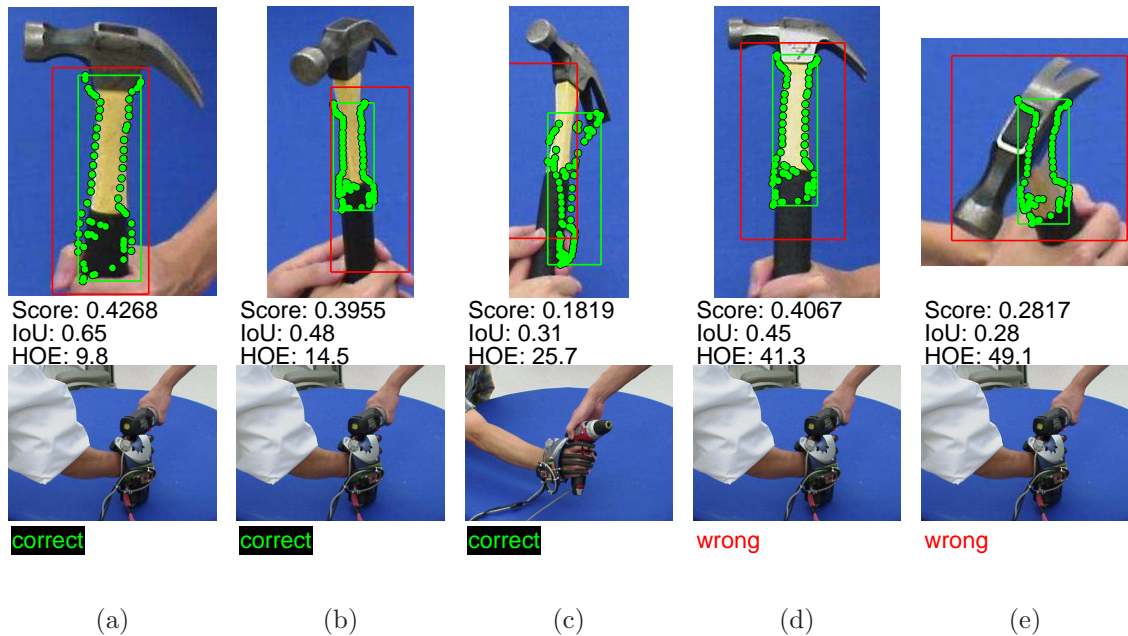 Score: 0.4268
IoU: 0.65
HOE: 9.8
Score: 0.3955
IoU: 0.48
HOE: 14.5
Score: 0.1819
IoU: 0.31
HOE: 25.7
Score: 0.4067
IoU: 0.45
HOE: 41.3
Score: 0.2817
IoU: 0.28
HOE: 49.1
correct
correct
correct
wrong
wrong
(a)
(b)
(c)
(d)
(e)